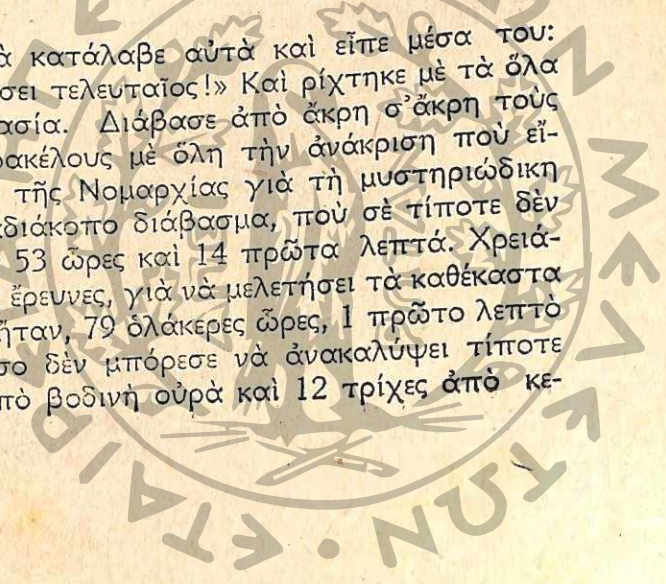 ὰ κατάλαβε αὐτὰ καὶ εἶπε μέσα του:
σει τελευταῖος!» Καὶ ρίχτηκε μὲ τὰ ὅλα
ασία. Διάβασε ἀπὸ ἄκρη σ'ἄκρη τοὺς
ακέλους μὲ ὅλη τὴν ἀνάκριση ποὺ εἴ-
τῆς Νομαρχίας γιὰ τὴ μυστηριώδικη
διάκοπο διάβασμα, ποὺ σὲ τίποτε δὲν
53 ὧρες καὶ 14 πρῶτα λεπτά. Χρειά-
ἔρευνες, γιὰ νὰ μελετήσει τὰ καθέκαστα
ἦταν, 79 ὁλάκερες ὧρες, 1 πρῶτο λεπτὸ
σο δὲν μπόρεσε νὰ ἀνακαλύψει τίποτε
πὸ βοδινὴ οὐρὰ καὶ 12 τρίχες ἀπὸ κε-